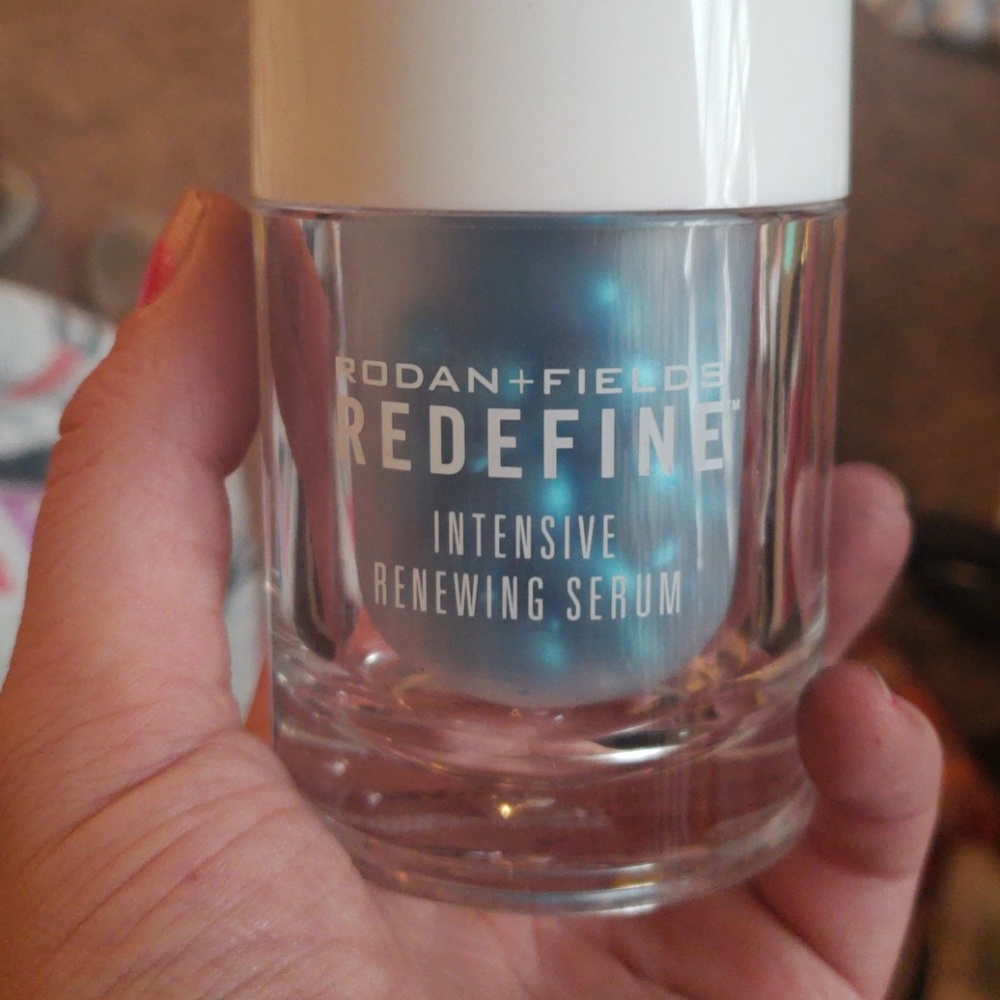 RODAN+FIELDS
REDEFINE™
INTENSIVE
RENEWING SERUM